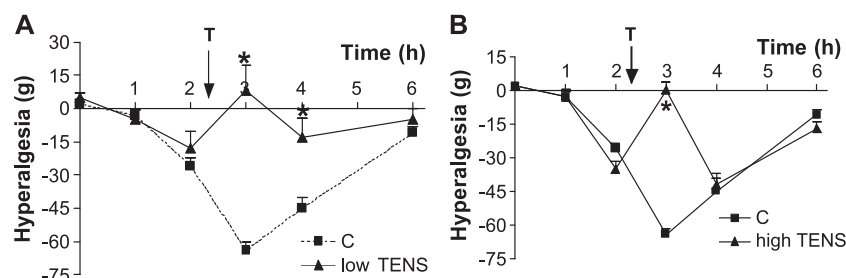 A
T
Time (h)
Hyperalgesia (g)
30
15
0
-15
-30
-45
-60
-75
1 2 3 4 6
*
*
C
low TENS
B
T
Time (h)
Hyperalgesia (g)
15
0
-15
-30
-45
-60
-75
1 2 3 4 5 6
*
C
high TENS